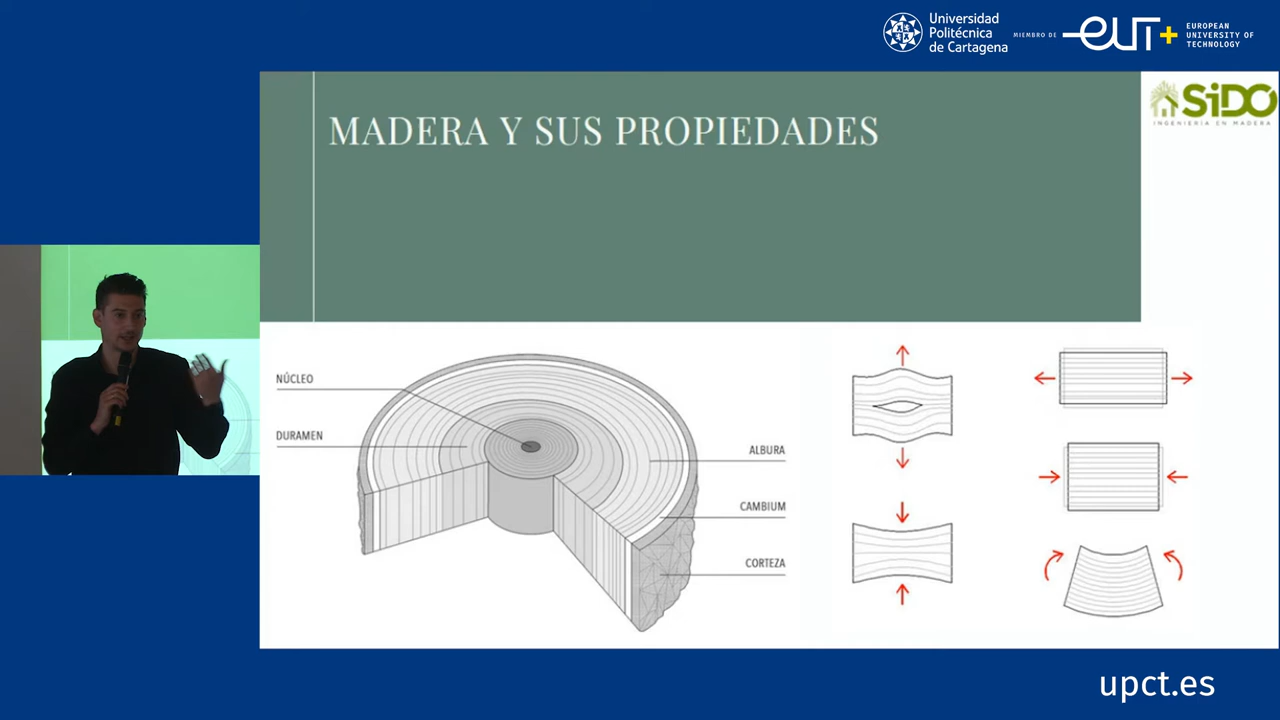 Universidad
Politécnica
de Cartagena
MIEMBRO DE
EUT+
EUROPEAN
UNIVERSITY OF
TECHNOLOGY
MADERA Y SUS PROPIEDADES
SiDO
INGENIERIA EN MADERA
NÚCLEO
DURAMEN
ALBURA
CAMBIUM
CORTEZA
upct.es